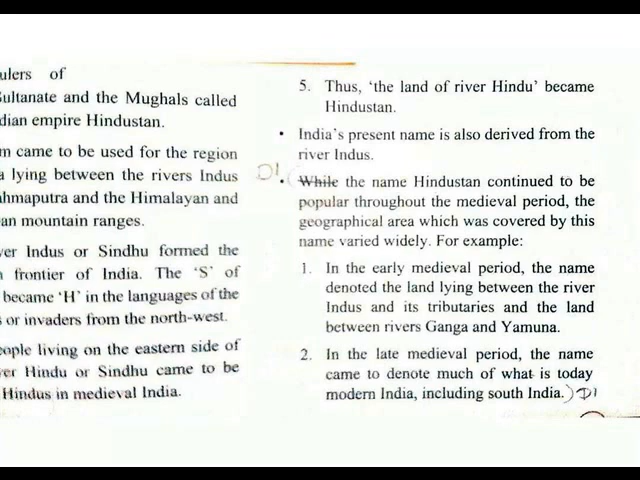 ulers of
ultanate and the Mughals called
dian empire Hindustan.
m came to be used for the region
a lying between the rivers Indus
ahmaputra and the Himalayan and
an mountain ranges.
ver Indus or Sindhu formed the
n frontier of India. The 'S' of
became 'H' in the languages of the
s or invaders from the north-west.
eople living on the eastern side of
ver Hindu or Sindhu came to be
Hindus in medieval India.
5. Thus, 'the land of river Hindu' became
Hindustan.
• India's present name is also derived from the
river Indus.
• While the name Hindustan continued to be
popular throughout the medieval period, the
geographical area which was covered by this
name varied widely. For example:
1. In the early medieval period, the name
denoted the land lying between the river
Indus and its tributaries and the land
between rivers Ganga and Yamuna.
2. In the late medieval period, the name
came to denote much of what is today
modern India, including south India.